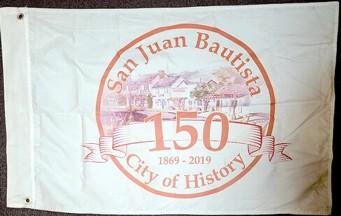 San Juan Bautista
150
1869 - 2019
City of History